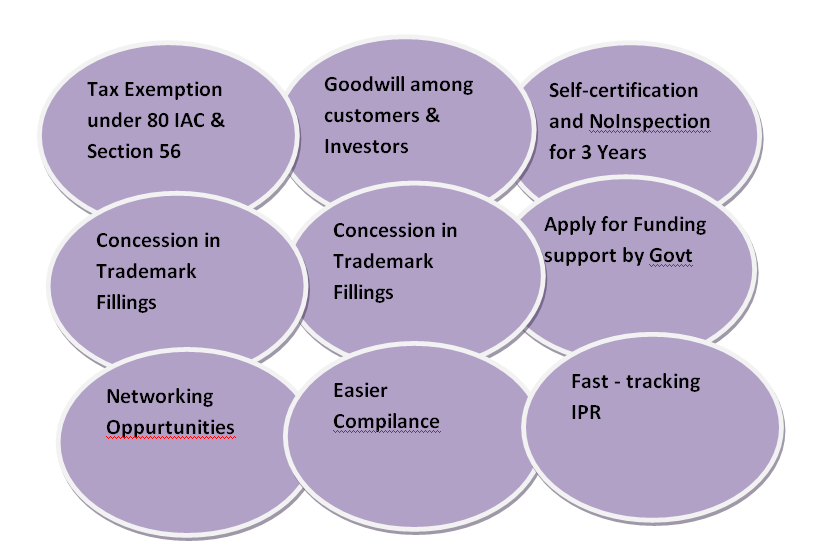 Tax Exemption
under 80 IAC &
Section 56
Goodwill among
customers &
Investors
Self-certification
and NoInspection
for 3 Years
Concession in
Trademark
Fillings
Concession in
Trademark
Fillings
Apply for Funding
support by Govt
Networking
Oppurtunities
Easier
Compilance
Fast - tracking
IPR